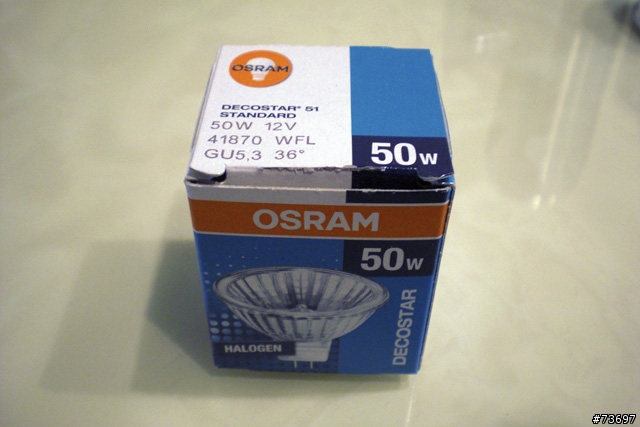 OSRAM
DECOSTAR® 51
STANDARD
50W 12V
41870 WFL
GU5,3 36°
50W
OSRAM
50W
HALOGEN
DECOSTAR
#73697